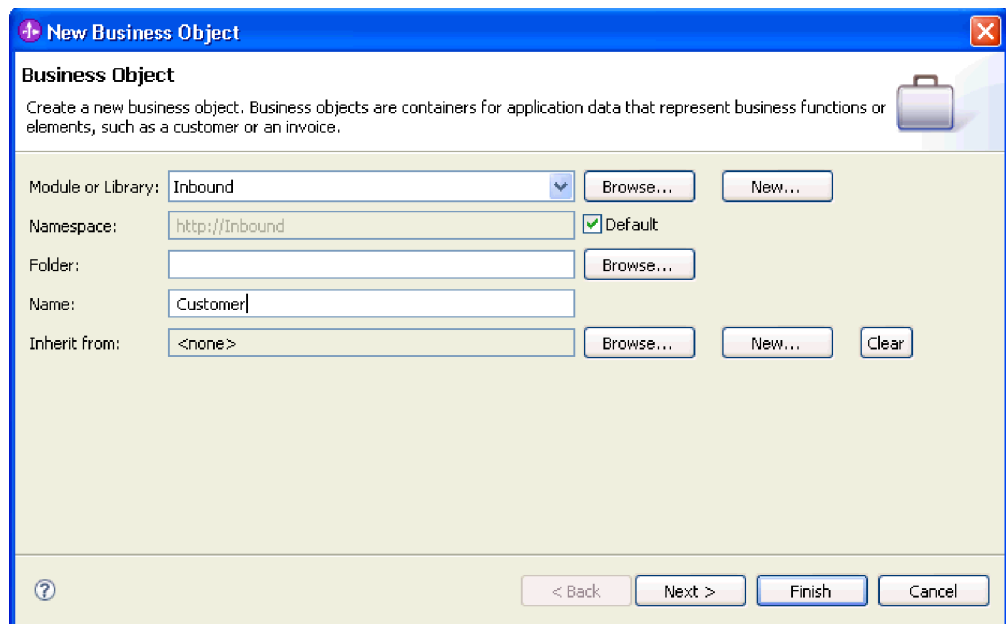 New Business Object
Business Object
Create a new business object. Business objects are containers for application data that represent business functions or
elements, such as a customer or an invoice.
Module or Library: Inbound Browse... New...
Namespace: http://Inbound Default
Folder: Browse...
Name: Customer
Inherit from: <none> Browse... New... Clear
? < Back Next > Finish Cancel